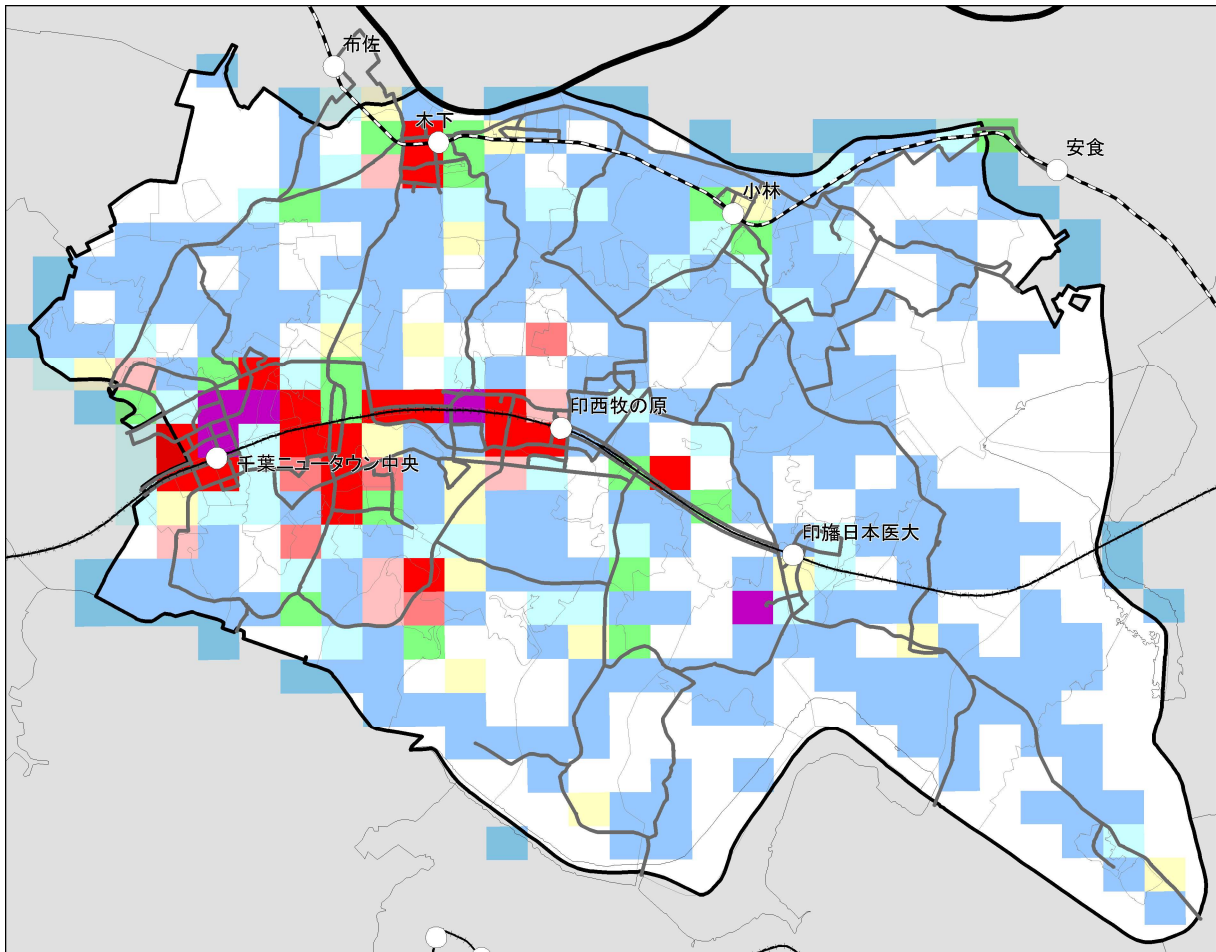 布佐
木下
安食
小林
印西牧の原
千葉ニュータウン中央
印旛日本医大